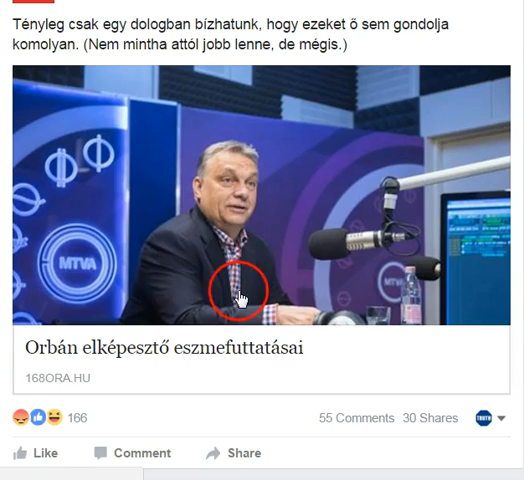 Tényleg csak egy dologban bízhatunk, hogy ezeket ő sem gondolja
komolyan. (Nem mintha attól jobb lenne, de mégis.)
MTVA
Orbán elképesztő eszmefuttatásai
168ORA.HU
166
55 Comments 30 Shares
TRUTH
Like Comment Share